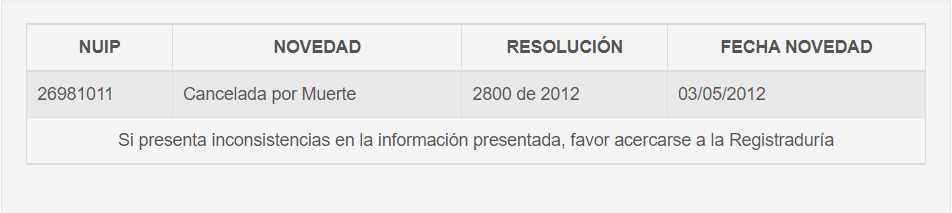 NUIP NOVEDAD RESOLUCIÓN FECHA NOVEDAD
26981011 Cancelada por Muerte 2800 de 2012 03/05/2012
Si presenta inconsistencias en la información presentada, favor acercarse a la Registraduría